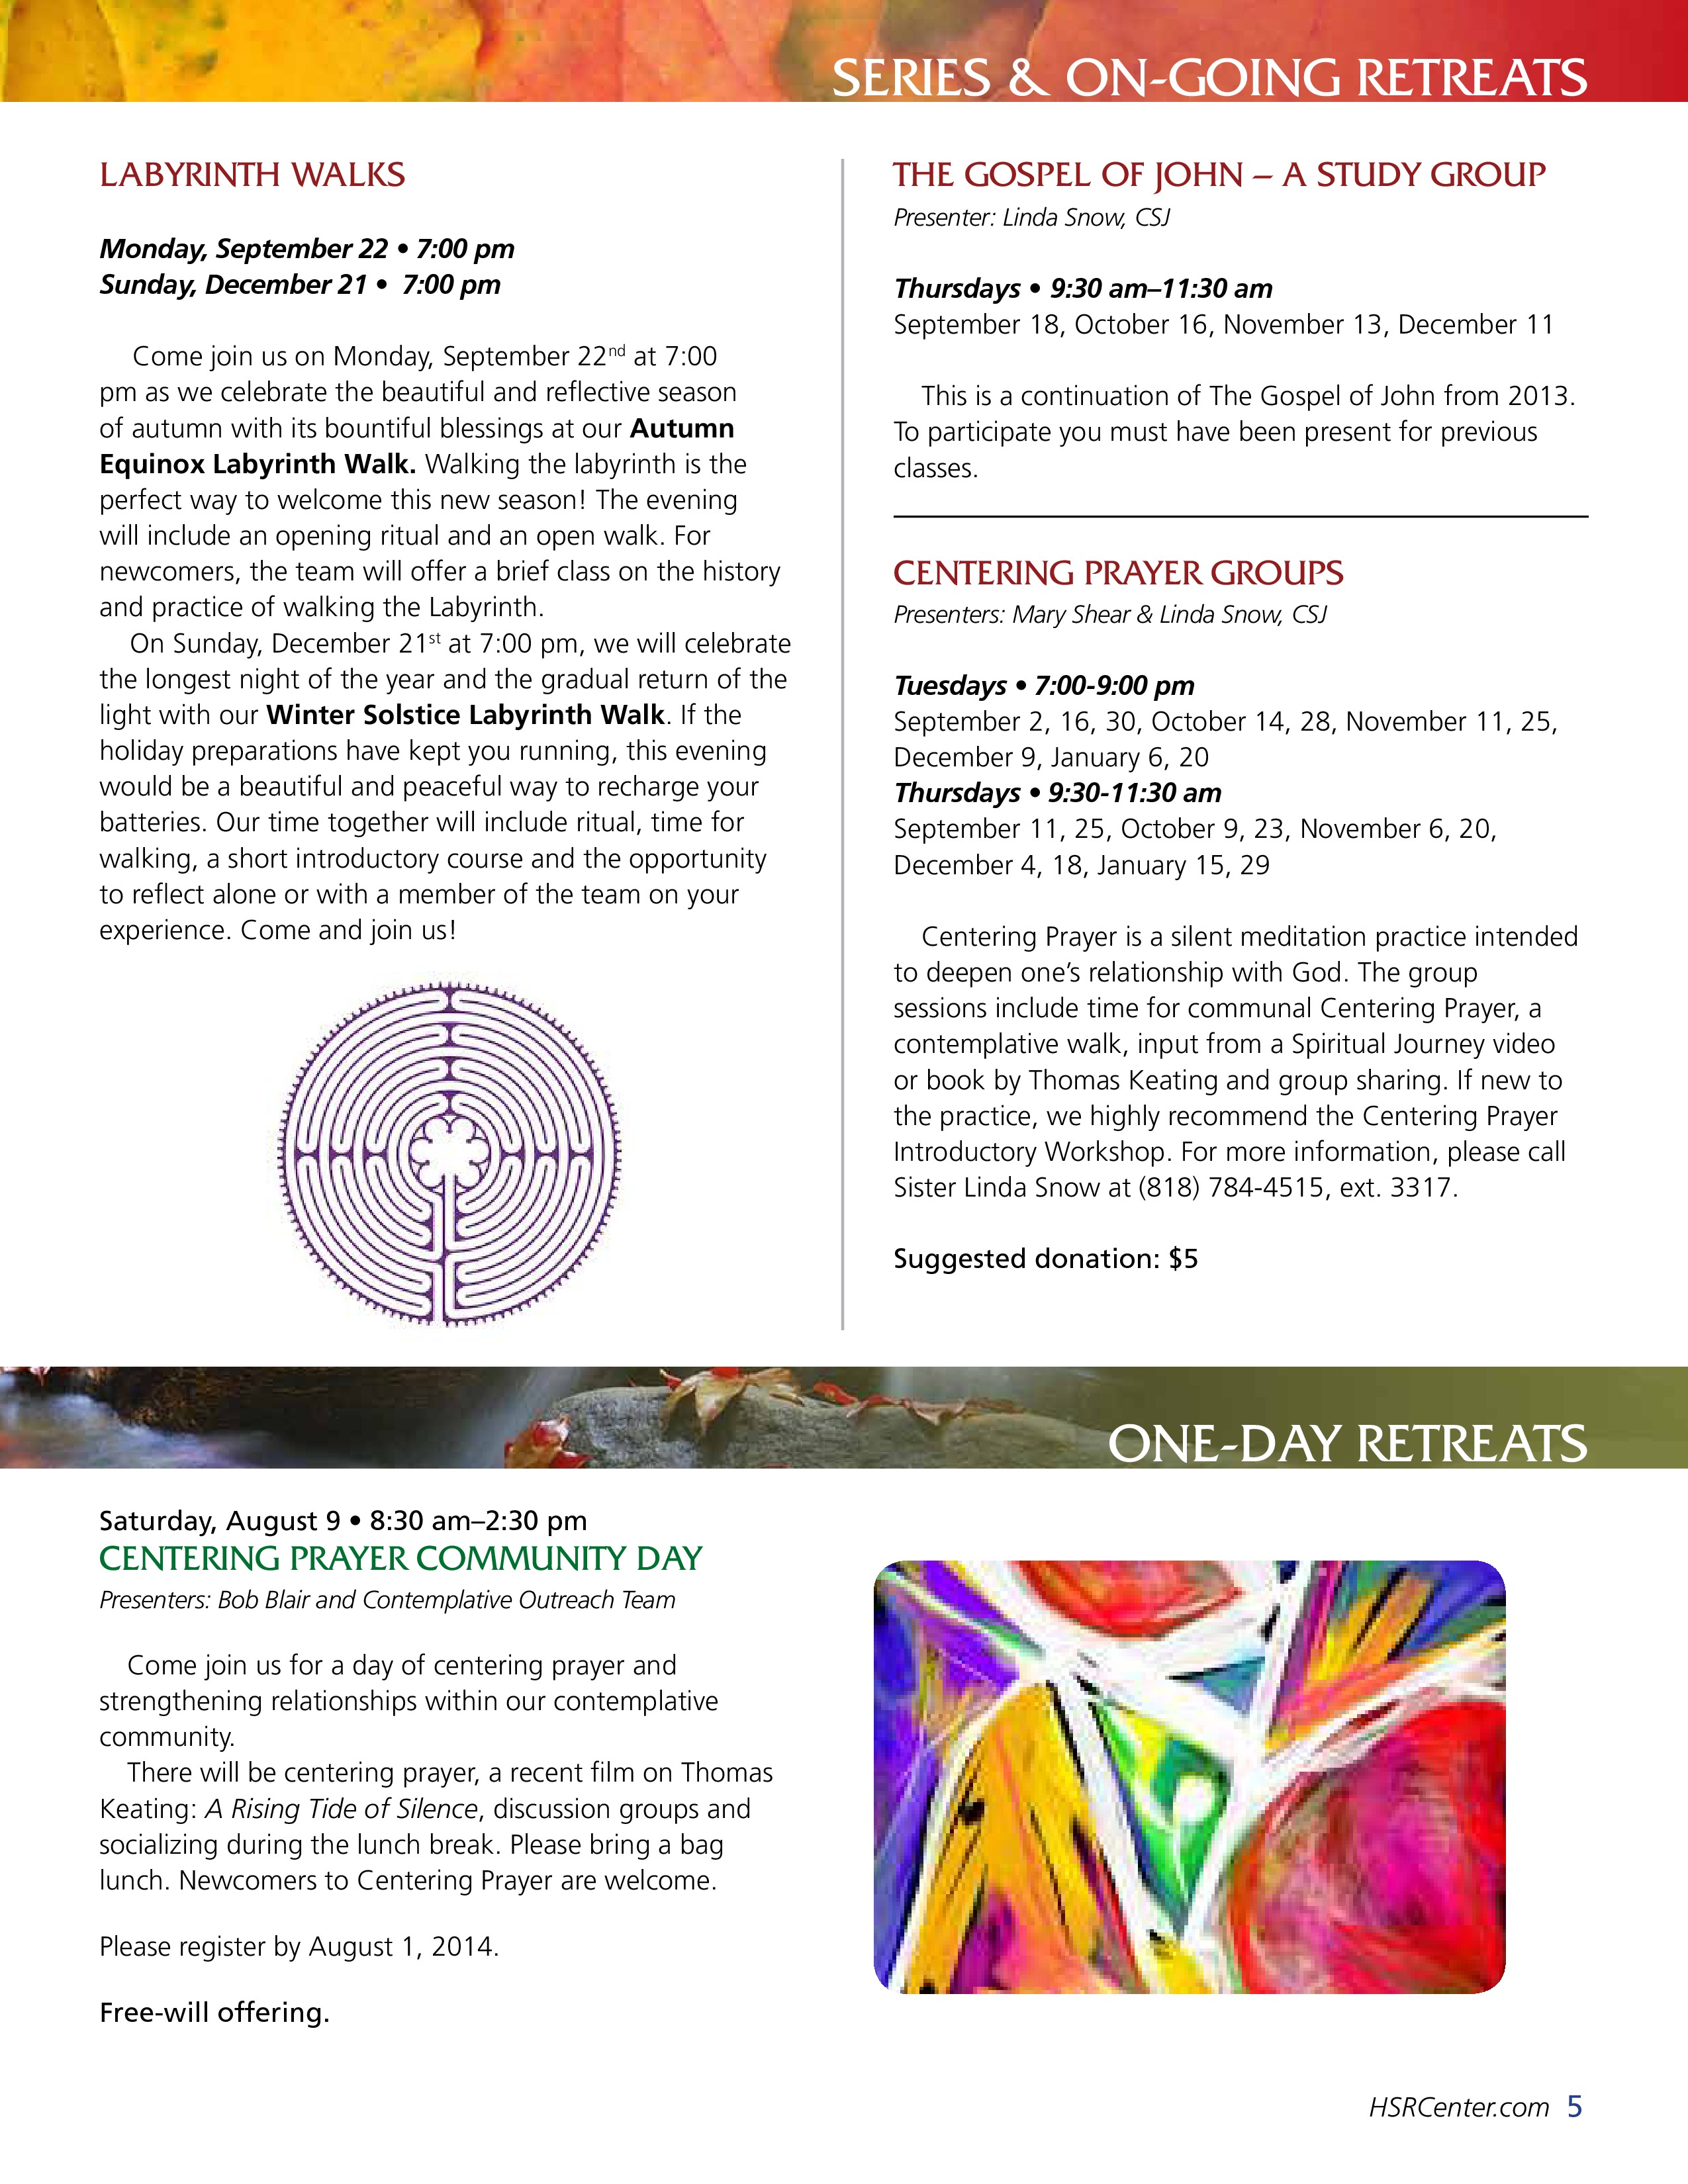 SERIES & ON-GOING RETREATS
LABYRINTH WALKS
Monday, September 22 • 7:00 pm
Sunday, December 21 • 7:00 pm
Come join us on Monday, September 22nd at 7:00
pm as we celebrate the beautiful and reflective season
of autumn with its bountiful blessings at our Autumn
Equinox Labyrinth Walk. Walking the labyrinth is the
perfect way to welcome this new season! The evening
will include an opening ritual and an open walk. For
newcomers, the team will offer a brief class on the history
and practice of walking the Labyrinth.
On Sunday, December 21st at 7:00 pm, we will celebrate
the longest night of the year and the gradual return of the
light with our Winter Solstice Labyrinth Walk. If the
holiday preparations have kept you running, this evening
would be a beautiful and peaceful way to recharge your
batteries. Our time together will include ritual, time for
walking, a short introductory course and the opportunity
to reflect alone or with a member of the team on your
experience. Come and join us!
THE GOSPEL OF JOHN – A STUDY GROUP
Presenter: Linda Snow, CSJ
Thursdays • 9:30 am–11:30 am
September 18, October 16, November 13, December 11
This is a continuation of The Gospel of John from 2013.
To participate you must have been present for previous
classes.
CENTERING PRAYER GROUPS
Presenters: Mary Shear & Linda Snow, CSJ
Tuesdays • 7:00-9:00 pm
September 2, 16, 30, October 14, 28, November 11, 25,
December 9, January 6, 20
Thursdays • 9:30-11:30 am
September 11, 25, October 9, 23, November 6, 20,
December 4, 18, January 15, 29
Centering Prayer is a silent meditation practice intended
to deepen one’s relationship with God. The group
sessions include time for communal Centering Prayer, a
contemplative walk, input from a Spiritual Journey video
or book by Thomas Keating and group sharing. If new to
the practice, we highly recommend the Centering Prayer
Introductory Workshop. For more information, please call
Sister Linda Snow at (818) 784-4515, ext. 3317.
Suggested donation: $5
ONE-DAY RETREATS
Saturday, August 9 • 8:30 am–2:30 pm
CENTERING PRAYER COMMUNITY DAY
Presenters: Bob Blair and Contemplative Outreach Team
Come join us for a day of centering prayer and
strengthening relationships within our contemplative
community.
There will be centering prayer, a recent film on Thomas
Keating: A Rising Tide of Silence, discussion groups and
socializing during the lunch break. Please bring a bag
lunch. Newcomers to Centering Prayer are welcome.
Please register by August 1, 2014.
Free-will offering.
HSRCenter.com 5